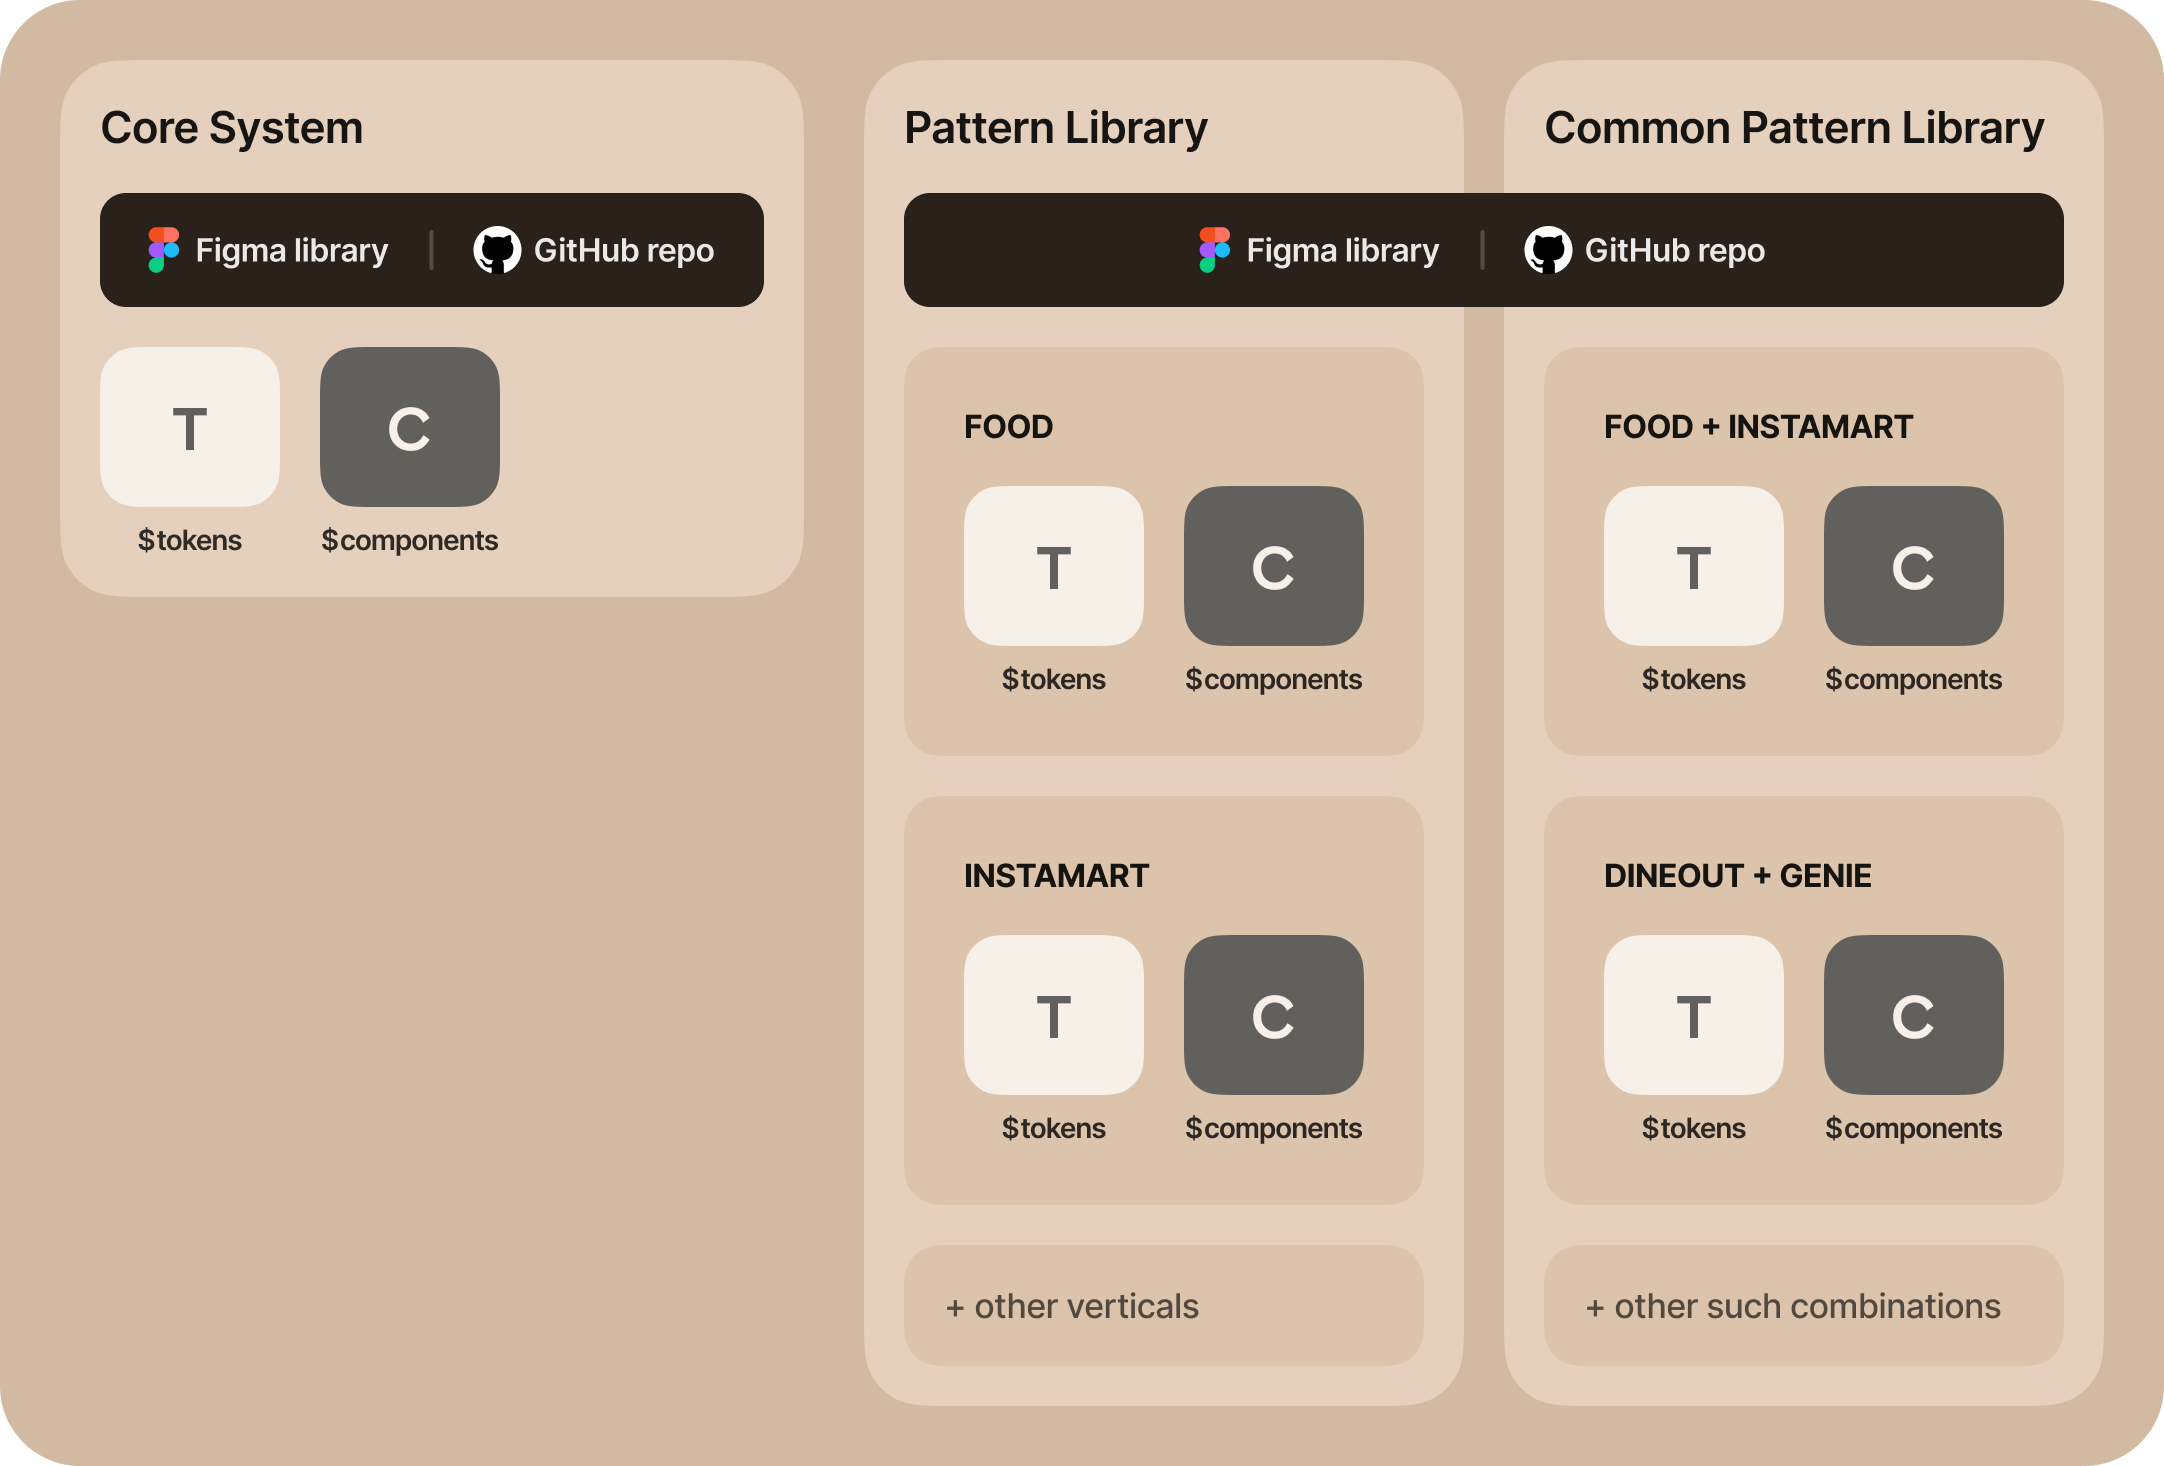 Core System
Figma library | GitHub repo
T C
$tokens $components
Pattern Library
Common Pattern Library
Figma library | GitHub repo
FOOD
T C
$tokens $components
INSTAMART
T C
$tokens $components
+ other verticals
FOOD + INSTAMART
T C
$tokens $components
DINEOUT + GENIE
T C
$tokens $components
+ other such combinations